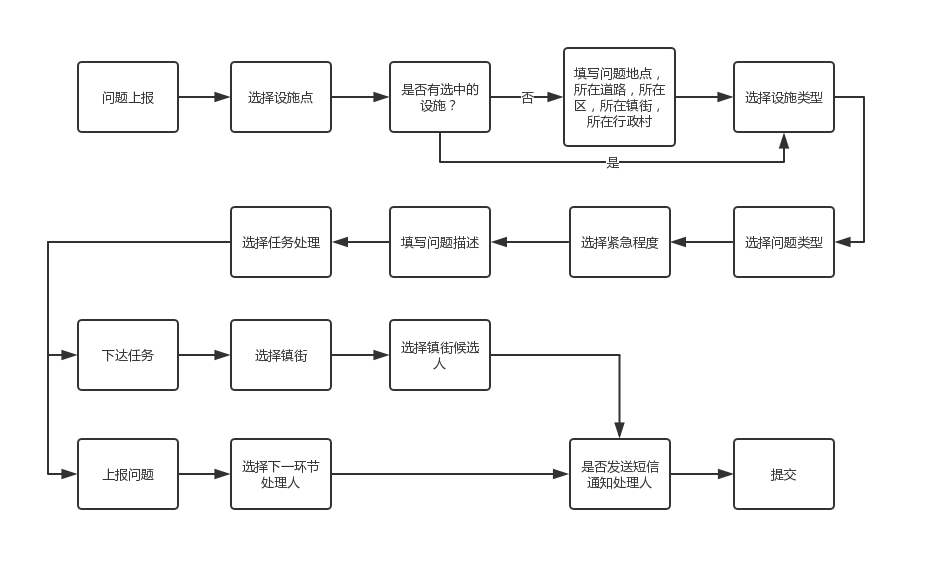 问题上报
选择设施点
是否有选中的
设施？
否
填写问题地点，
所在道路，所在
区，所在镇街，
所在行政村
选择设施类型
是
选择任务处理
填写问题描述
选择紧急程度
选择问题类型
下达任务
选择镇街
选择镇街候选
人
上报问题
选择下一环节
处理人
是否发送短信
通知处理人
提交